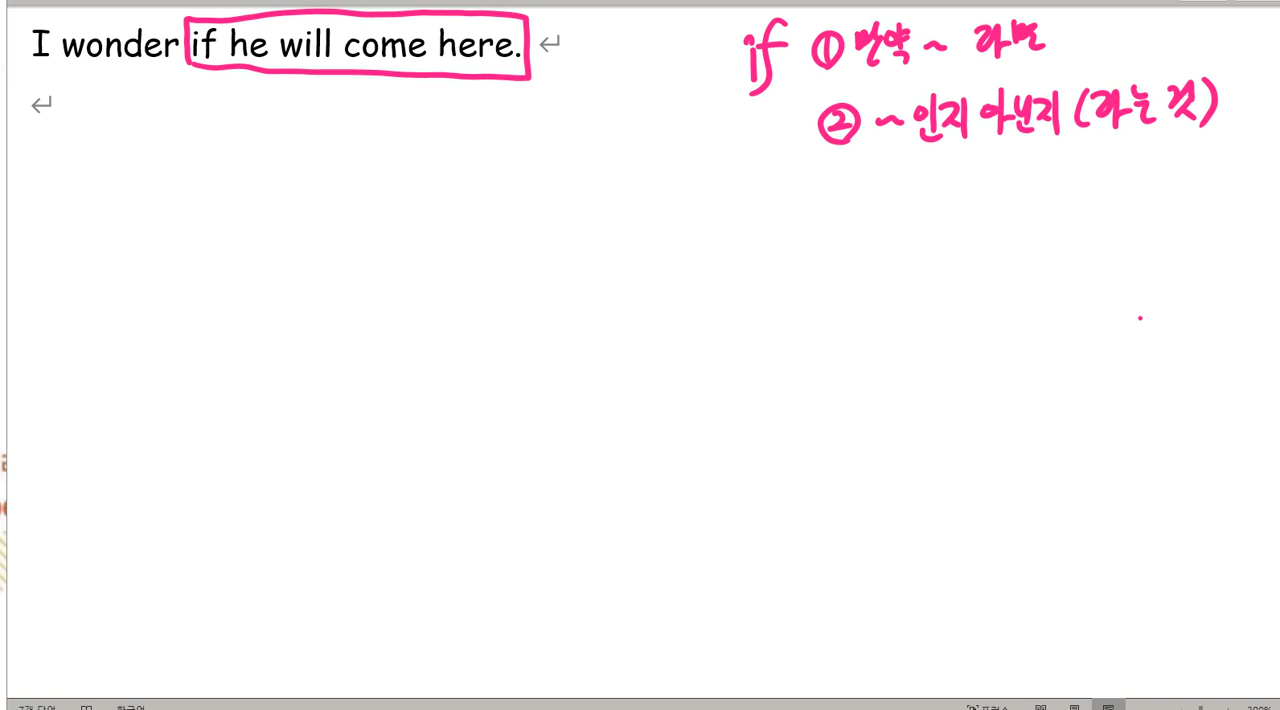 I wonder if he will come here.
if ① 만약 ~ 라면
② ~ 인지 아닌지 (라는 것)